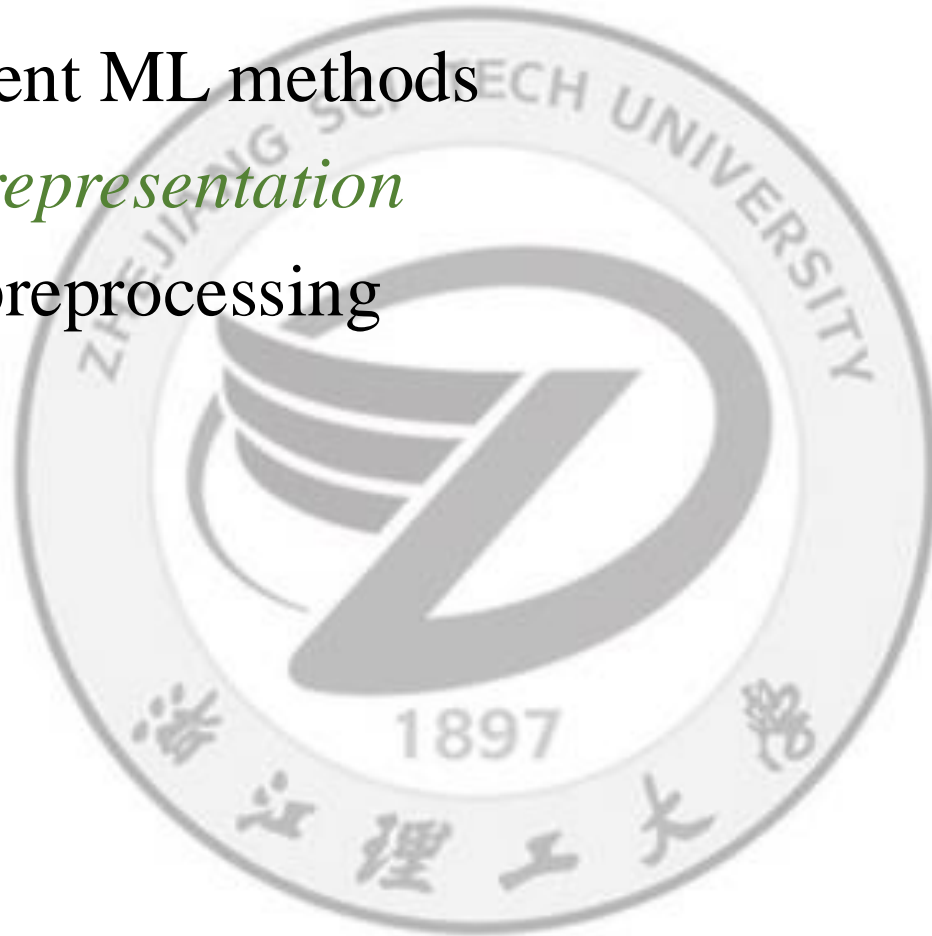 ent ML methods
representation
preprocessing
ZHEJIANG SCI-TECH UNIVERSITY
1897
浙江理工大学